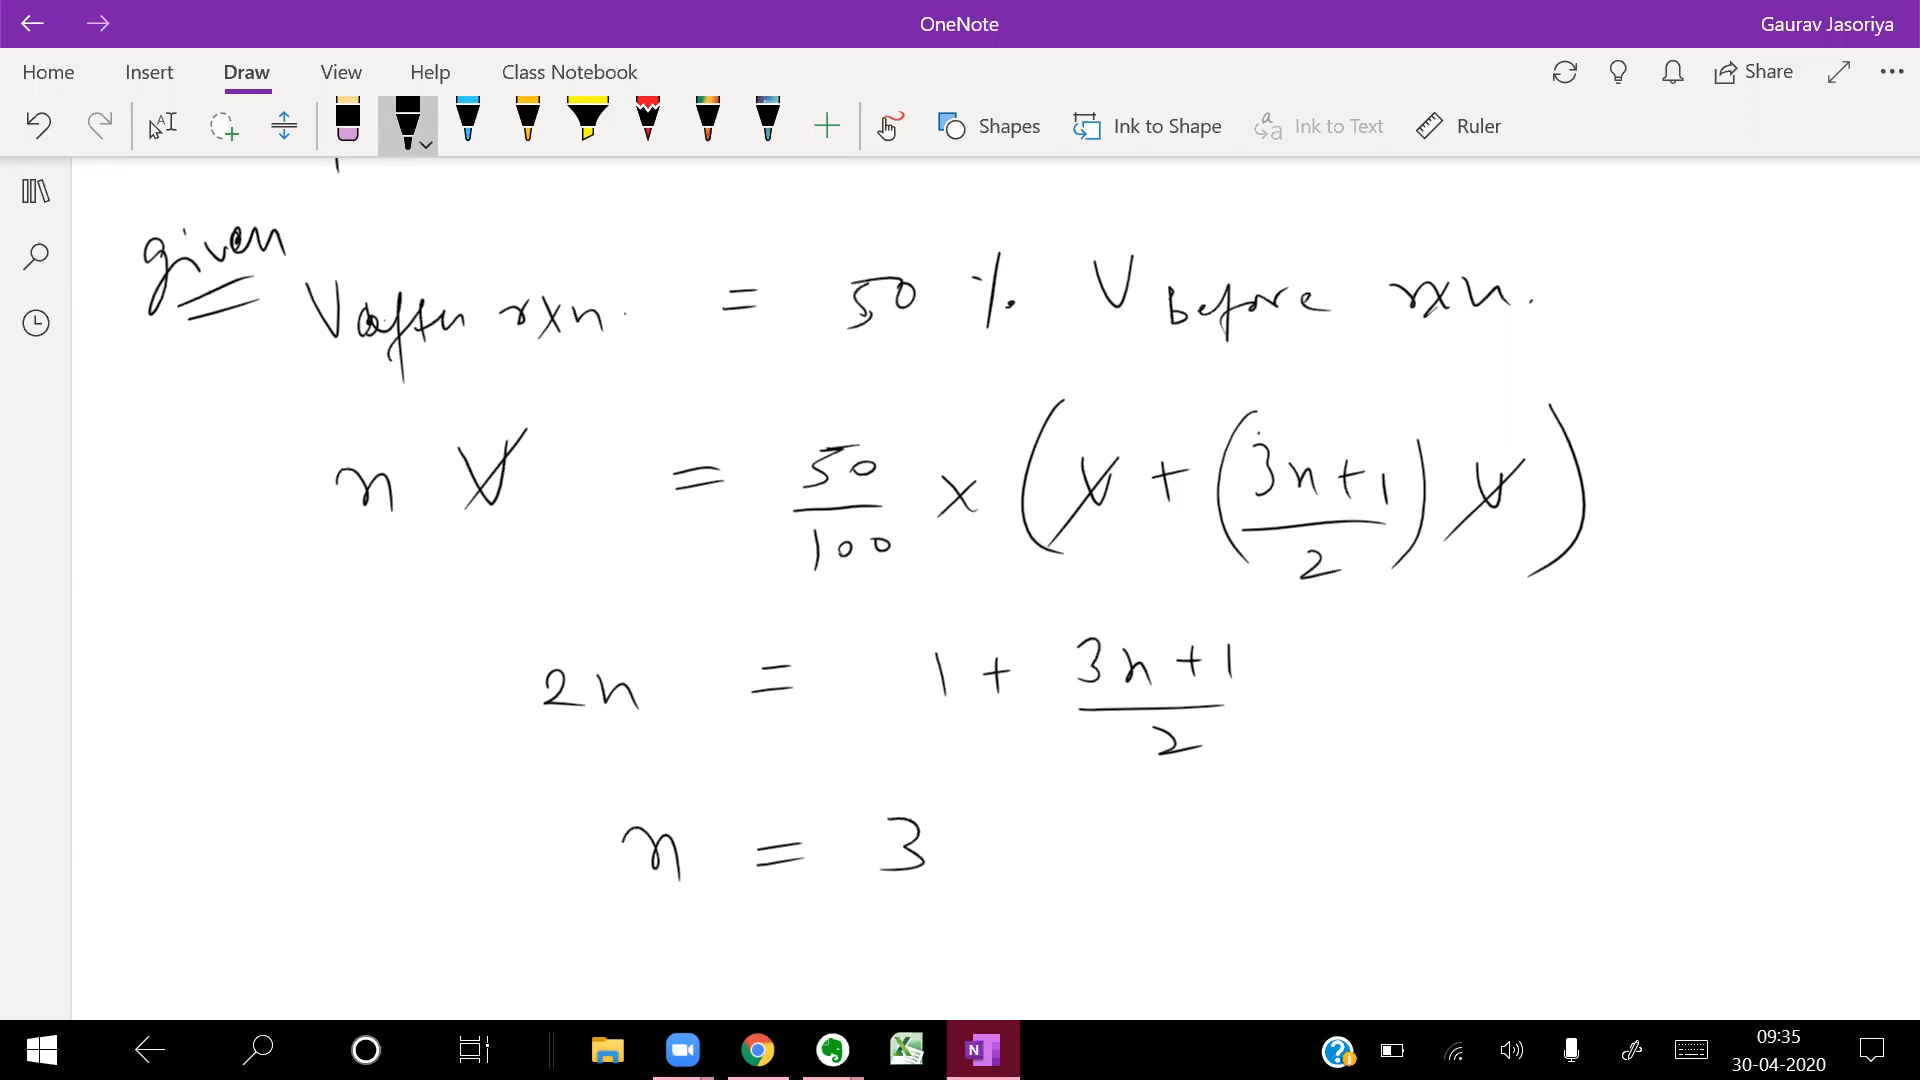 OneNote
Gaurav Jasoriya
Home Insert Draw View Help Class Notebook Share
Shapes Ink to Shape Ink to Text Ruler
given
V after rxn. = 50 % V before rxn.
n V = 50/100 × ( V + (3n+1/2) V )
2n = 1 + 3n+1/2
n = 3
09:35
30-04-2020